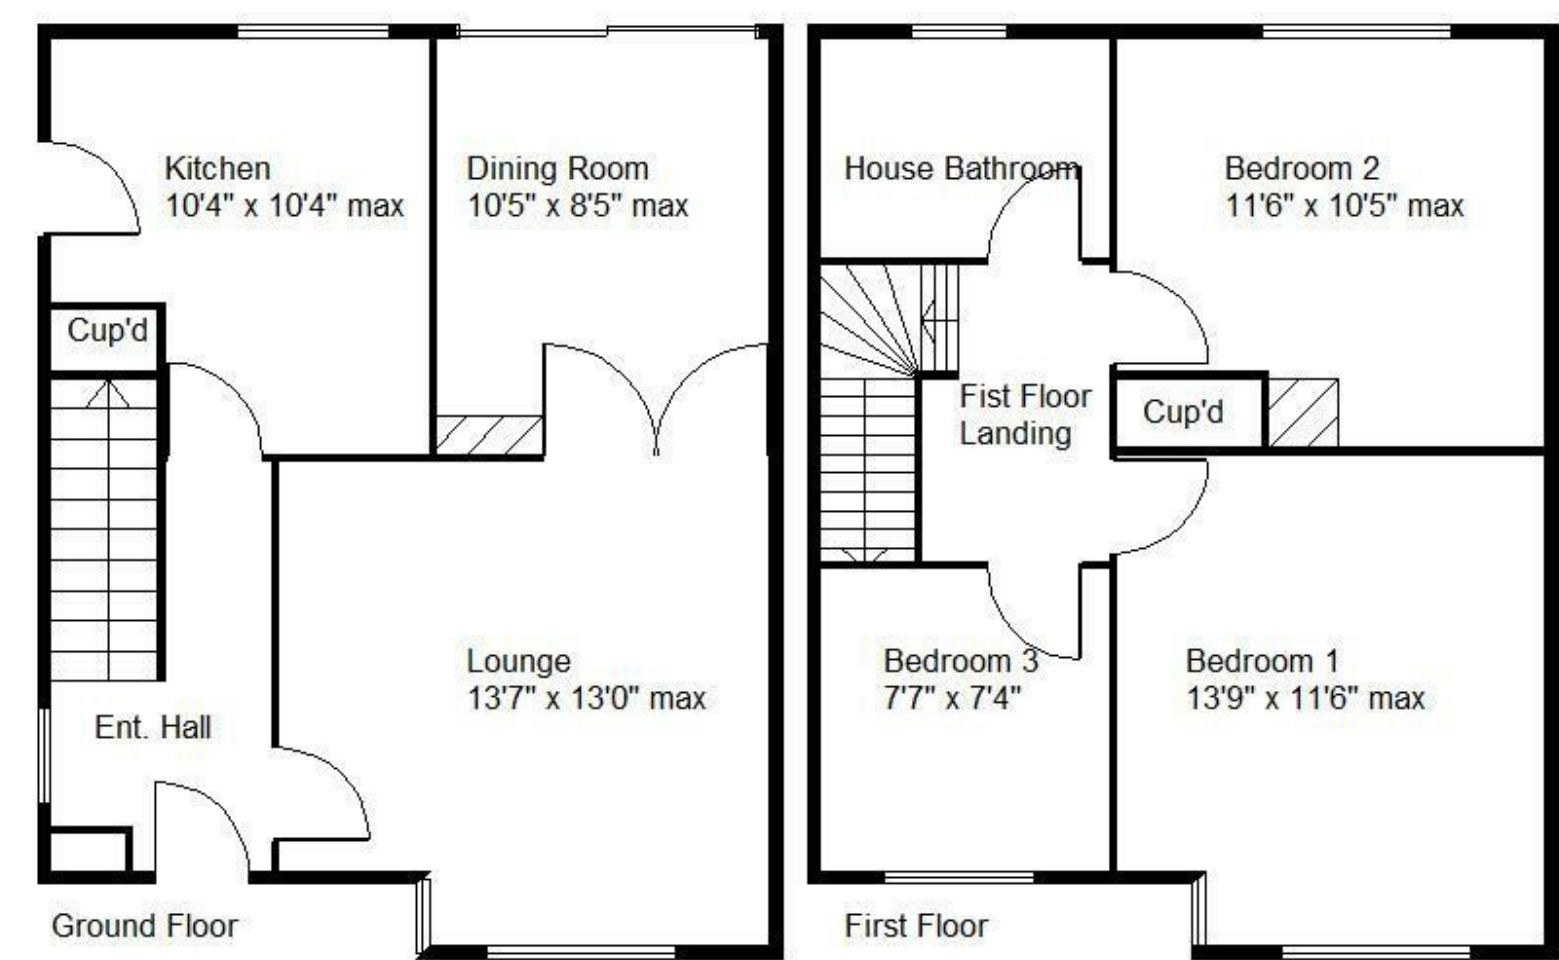 Kitchen
10'4" x 10'4" max
Dining Room
10'5" x 8'5" max
Cup'd
Lounge
13'7" x 13'0" max
Ent. Hall
Ground Floor
House Bathroom
Bedroom 2
11'6" x 10'5" max
Fist Floor
Landing
Cup'd
Bedroom 3
7'7" x 7'4"
Bedroom 1
13'9" x 11'6" max
First Floor